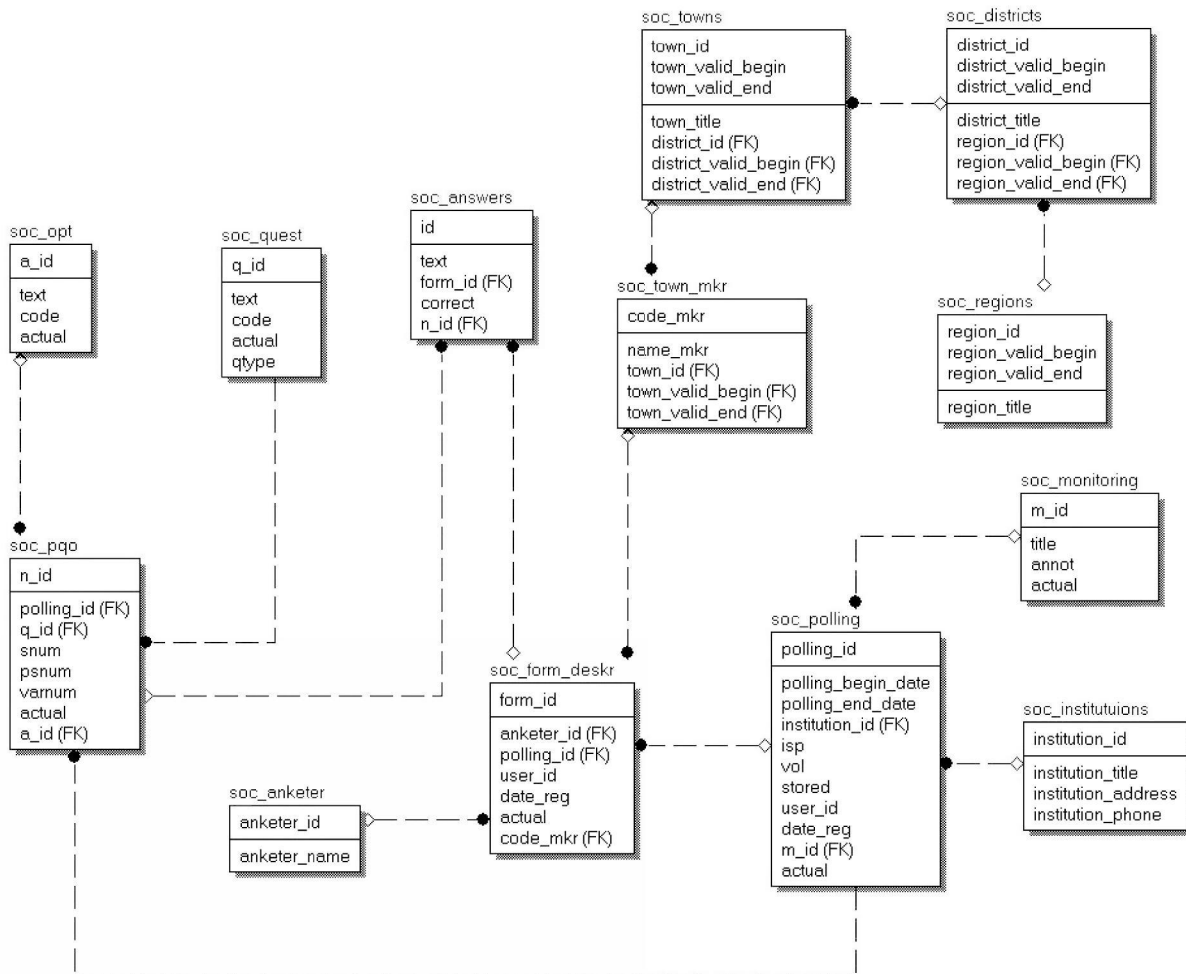 soc_towns
town_id
town_valid_begin
town_valid_end
town_title
district_id (FK)
district_valid_begin (FK)
district_valid_end (FK)
soc_districts
district_id
district_valid_begin
district_valid_end
district_title
region_id (FK)
region_valid_begin (FK)
region_valid_end (FK)
soc_opt
a_id
text
code
actual
soc_quest
q_id
text
code
actual
qtype
soc_answers
id
text
form_id (FK)
correct
n_id (FK)
soc_town_mkr
code_mkr
name_mkr
town_id (FK)
town_valid_begin (FK)
town_valid_end (FK)
soc_regions
region_id
region_valid_begin
region_valid_end
region_title
soc_monitoring
m_id
title
annot
actual
soc_pqo
n_id
polling_id (FK)
q_id (FK)
snum
psnum
varnum
actual
a_id (FK)
soc_form_deskr
form_id
anketer_id (FK)
polling_id (FK)
user_id
date_reg
actual
code_mkr (FK)
soc_polling
polling_id
polling_begin_date
polling_end_date
institution_id (FK)
isp
vol
stored
user_id
date_reg
m_id (FK)
actual
soc_institutuions
institution_id
institution_title
institution_address
institution_phone
soc_anketer
anketer_id
anketer_name